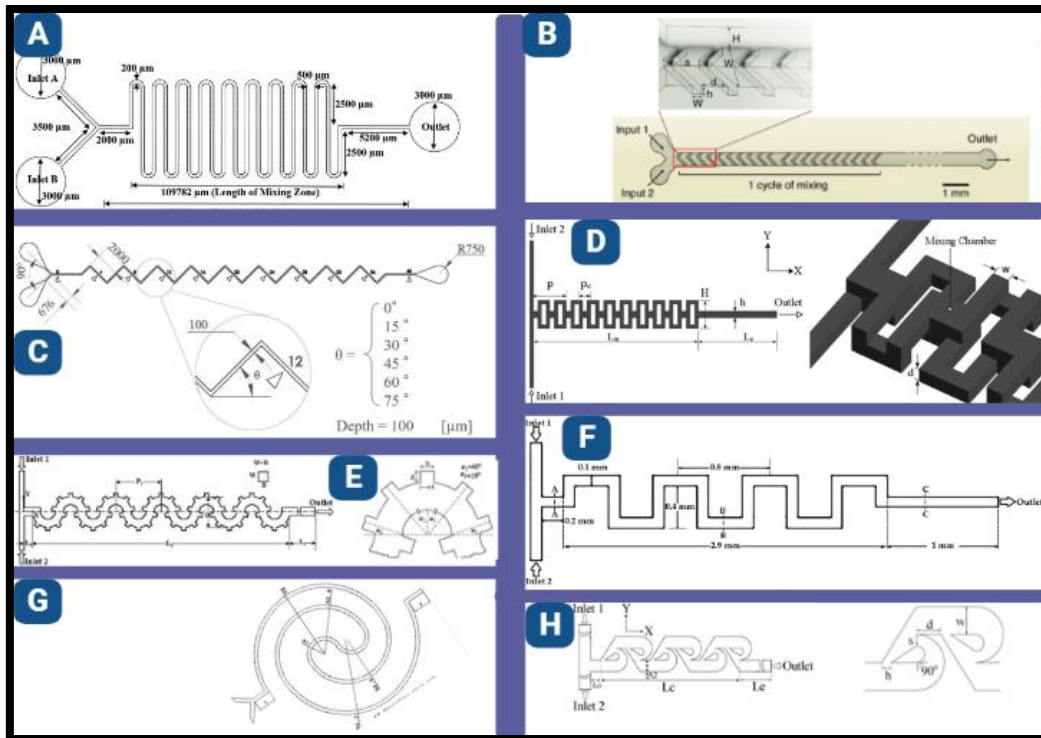 A
3000 µm
Inlet A
200 µm
500 µm
2500 µm
3000 µm
Outlet
3500 µm
2000 µm
5200 µm
2500 µm
Inlet B
3000 µm
109782 µm (Length of Mixing Zone)
B
H
a
W
d
h
W
Input 1
Outlet
Input 2
1 cycle of mixing
1 mm
C
90°
2000
676
R750
100
12
θ
θ =
0°
15°
30°
45°
60°
75°
Depth = 100 [µm]
D
Inlet 2
Y
X
P
H
h
Outlet
Inlet 1
Mixing Chamber
w
d
E
Inlet 1
Outlet
Inlet 2
F
Inlet 1
0.1 mm
0.8 mm
A
A
0.4 mm
B
B
C
C
Outlet
0.2 mm
2.9 mm
1 mm
Inlet 2
G
H
Inlet 1
Y
X
Outlet
Lc
Le
Inlet 2
d
w
s
h
90°